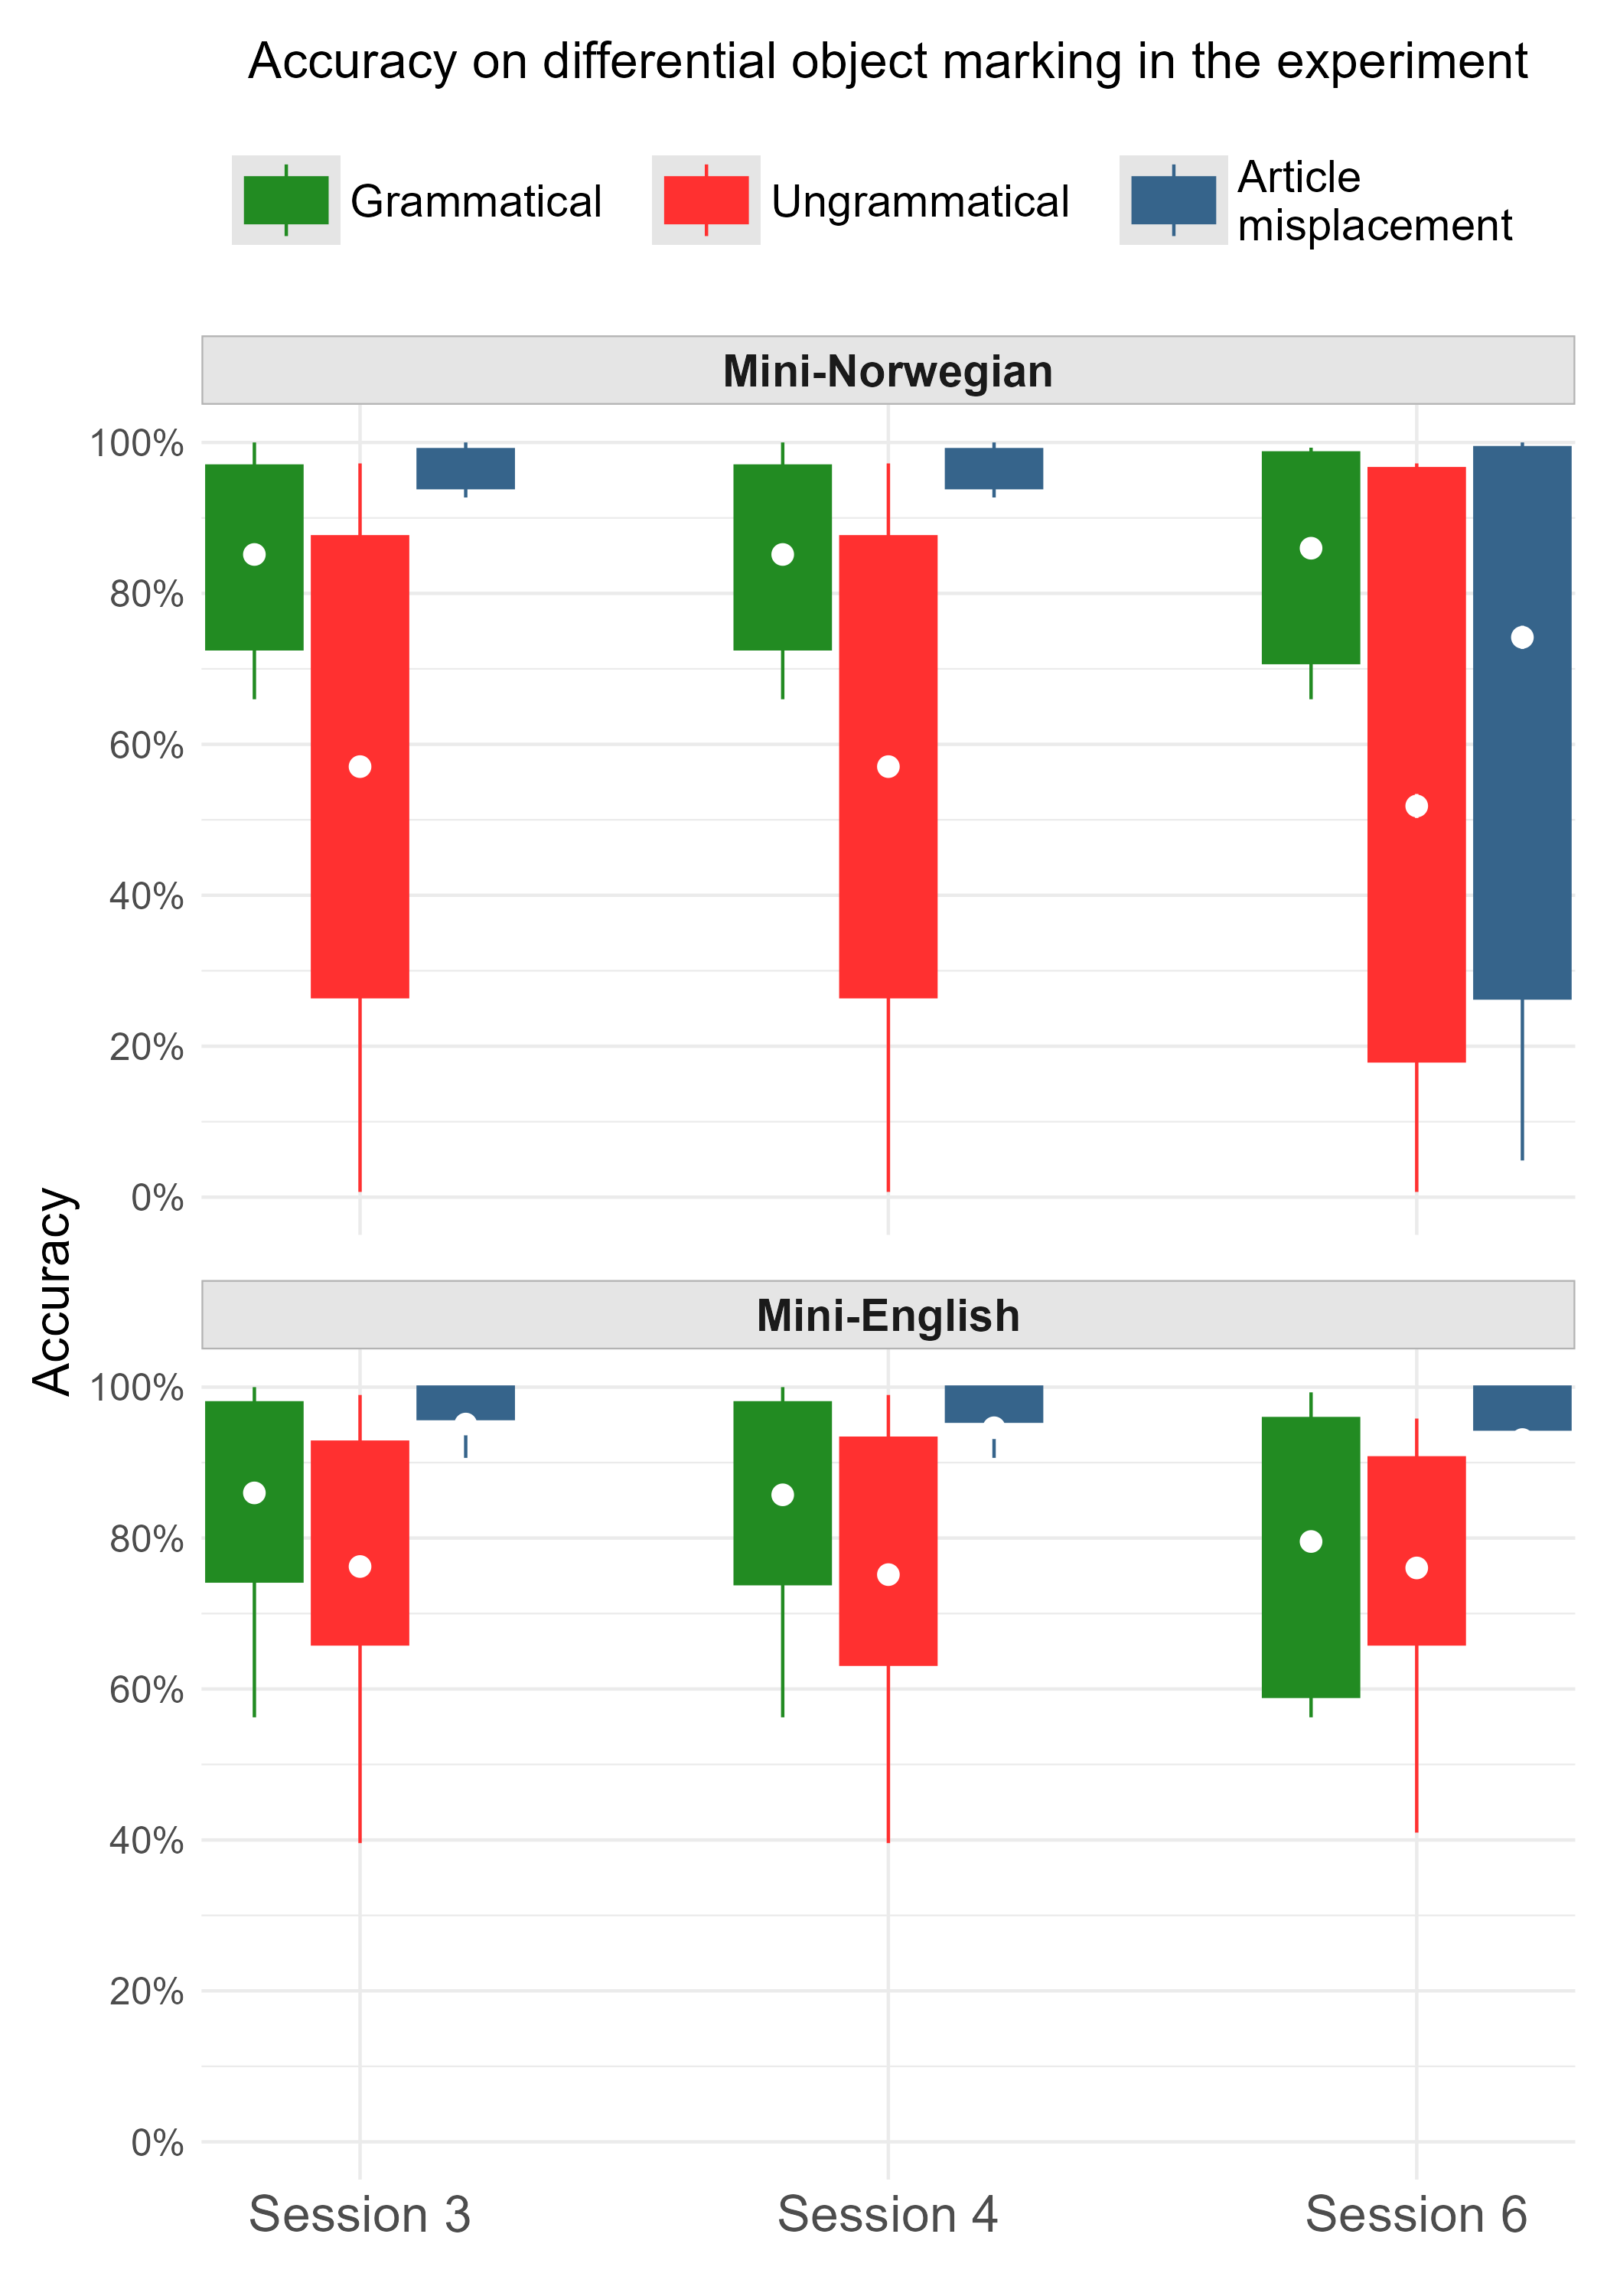 Accuracy on differential object marking in the experiment
Grammatical
Ungrammatical
Article
misplacement
Mini-Norwegian
100%
80%
60%
40%
20%
0%
Accuracy
Mini-English
100%
80%
60%
40%
20%
0%
Session 3
Session 4
Session 6